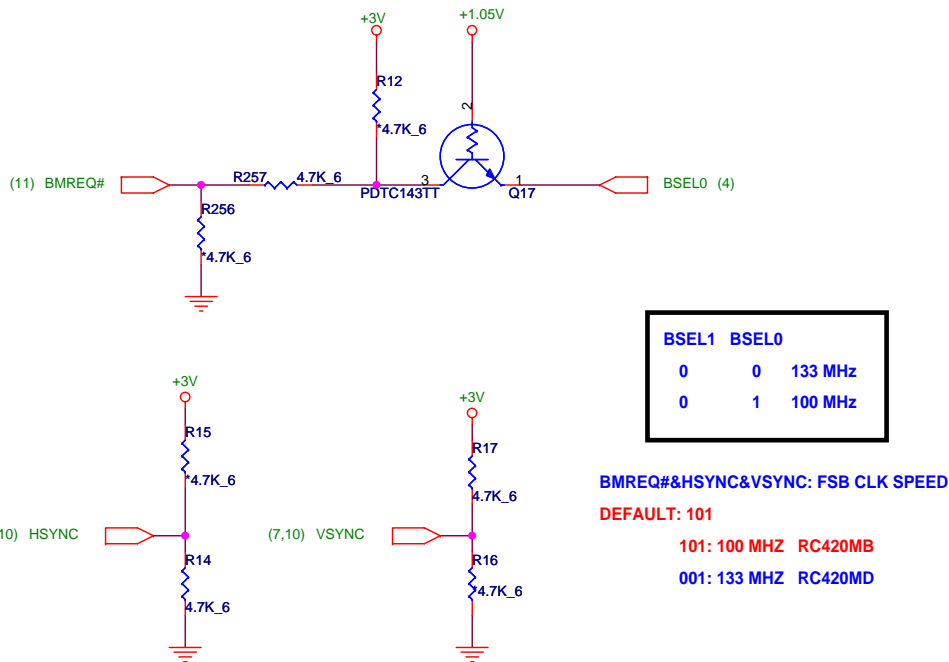 +3V
+1.05V
R12
*4.7K_6
2
(11) BMREQ#
R257
4.7K_6
3
PDTC143TT
1
Q17
BSEL0 (4)
R256
*4.7K_6
BSEL1 BSEL0
0 0 133 MHz
0 1 100 MHz
+3V
R15
*4.7K_6
10) HSYNC
R14
4.7K_6
+3V
R17
4.7K_6
(7,10) VSYNC
R16
*4.7K_6
BMREQ#&HSYNC&VSYNC: FSB CLK SPEED
DEFAULT: 101
101: 100 MHZ RC420MB
001: 133 MHZ RC420MD